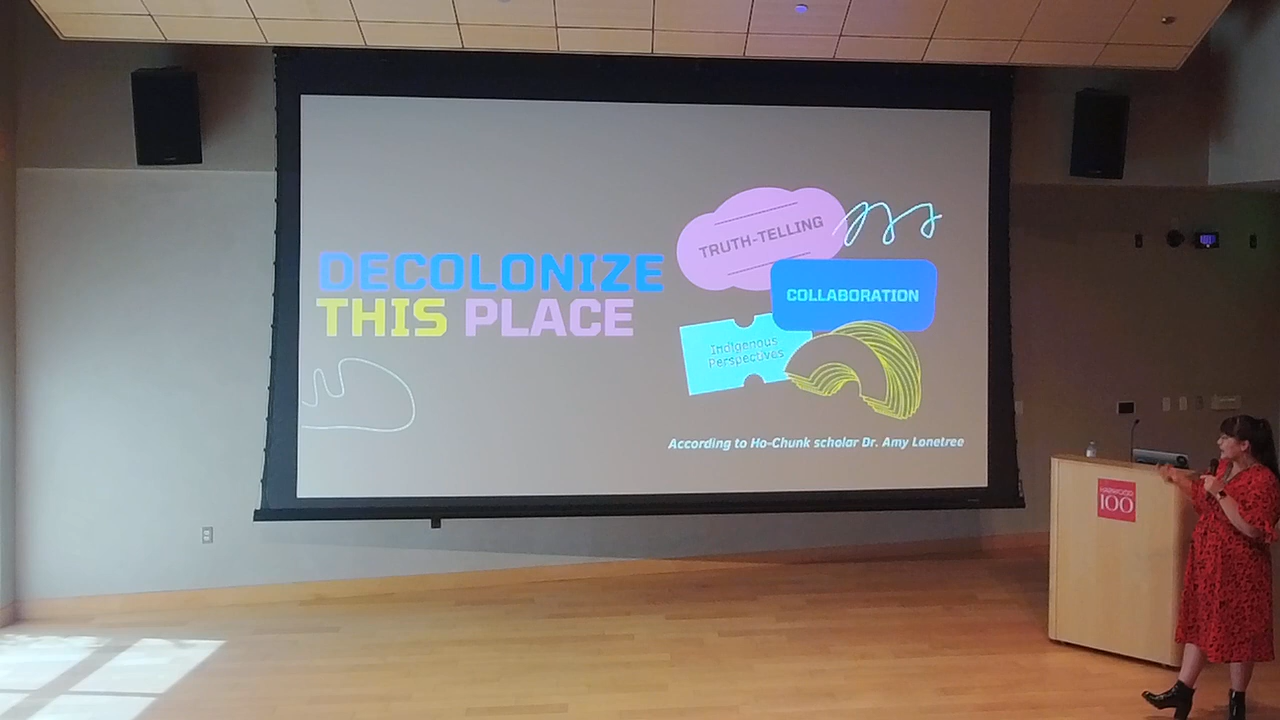 DECOLONIZE
THIS PLACE
TRUTH-TELLING
COLLABORATION
Indigenous
Perspectives
According to Ho-Chunk scholar Dr. Amy Lonetree
HARWOOD
100